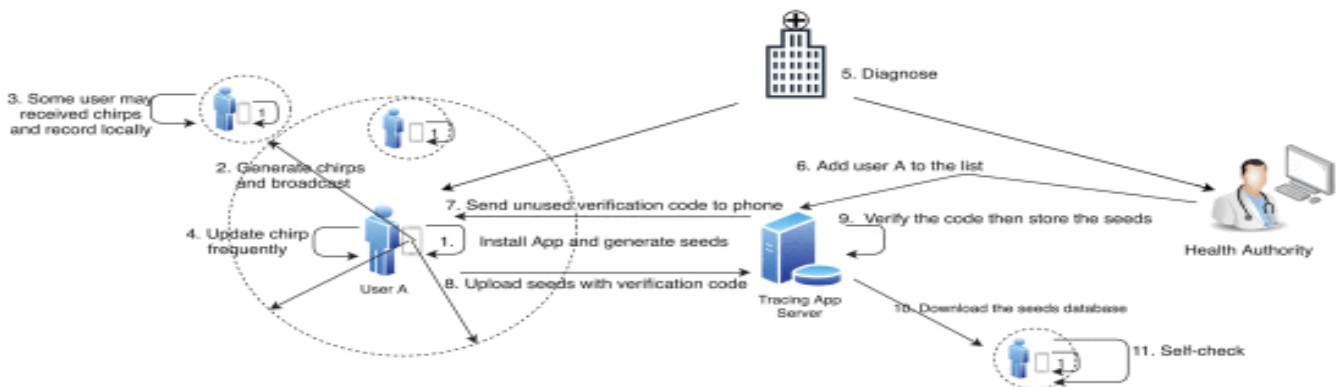 5. Diagnose
3. Some user may
received chirps
and record locally
1.
1.
2. Generate chirps
and broadcast
6. Add user A to the list
7. Send unused verification code to phone
9. Verify the code then store the seeds
4. Update chirp
frequently
1. Install App and generate seeds
Health Authority
User A
8. Upload seeds with verification code
Tracing App
Server
10. Download the seeds database
11. Self-check
1.